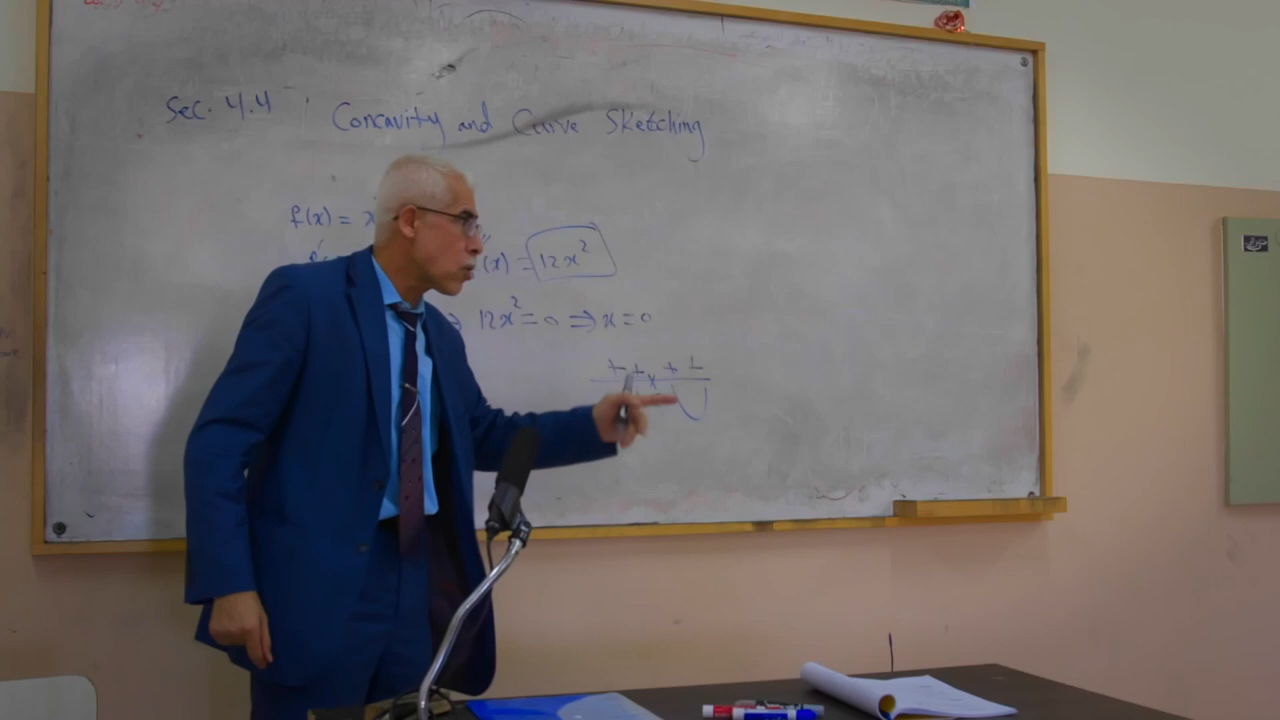 Sec. 4.4 Concavity and Curve Sketching
f(x) = x
(x) = 12x²
12x² = 0 ⇒ x = 0
+ + + +